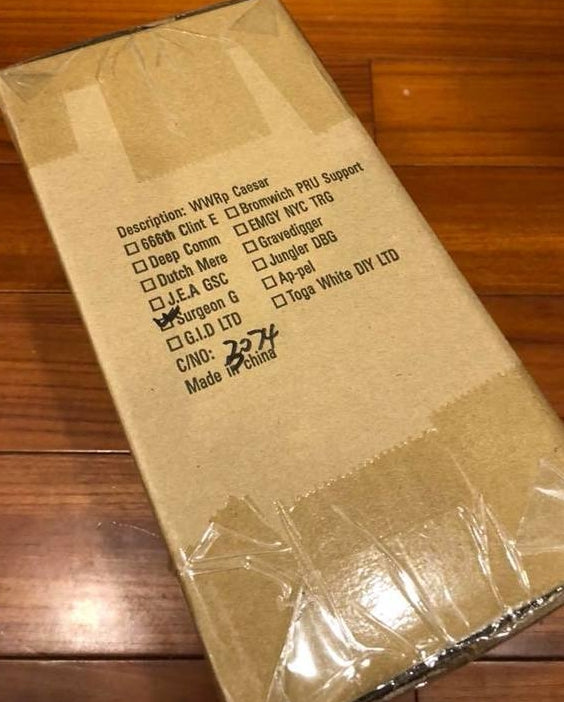 Description: WWRp Caesar
☐ 666th Clint E ☐ Bromwich PRU Support
☐ Deep Comm ☐ EMGY NYC TRG
☐ Dutch Mere ☐ Gravedigger
☐ J.E.A GSC ☐ Jungler DBG
☑ Surgeon G ☐ Ap-pel
☐ G.I.D LTD ☐ Toga White DIY LTD
C/NO: 2074
Made in China